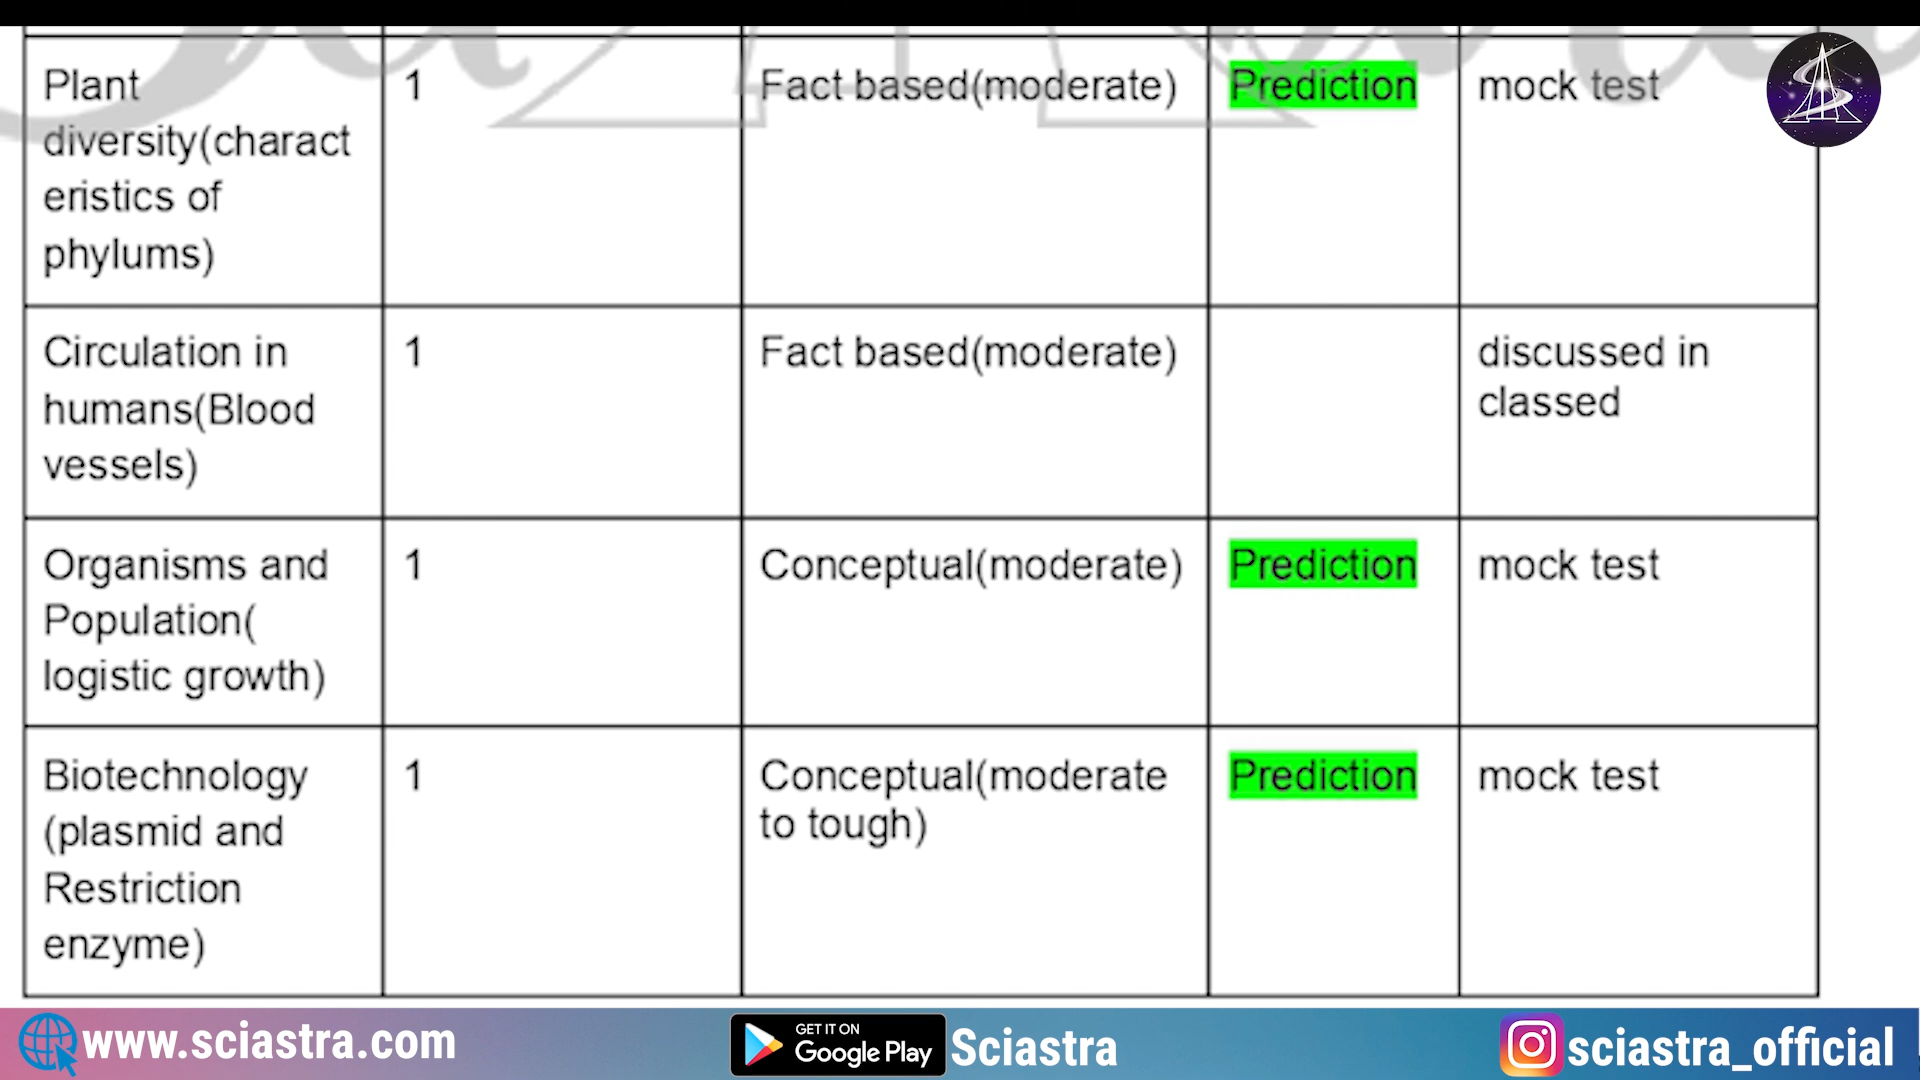 Plant
diversity(charact
eristics of
phylums)
1
Fact based(moderate)
Prediction
mock test
Circulation in
humans(Blood
vessels)
1
Fact based(moderate)
discussed in
classed
Organisms and
Population(
logistic growth)
1
Conceptual(moderate)
Prediction
mock test
Biotechnology
(plasmid and
Restriction
enzyme)
1
Conceptual(moderate
to tough)
Prediction
mock test
www.sciastra.com
GET IT ON
Google Play
Sciastra
sciastra_official